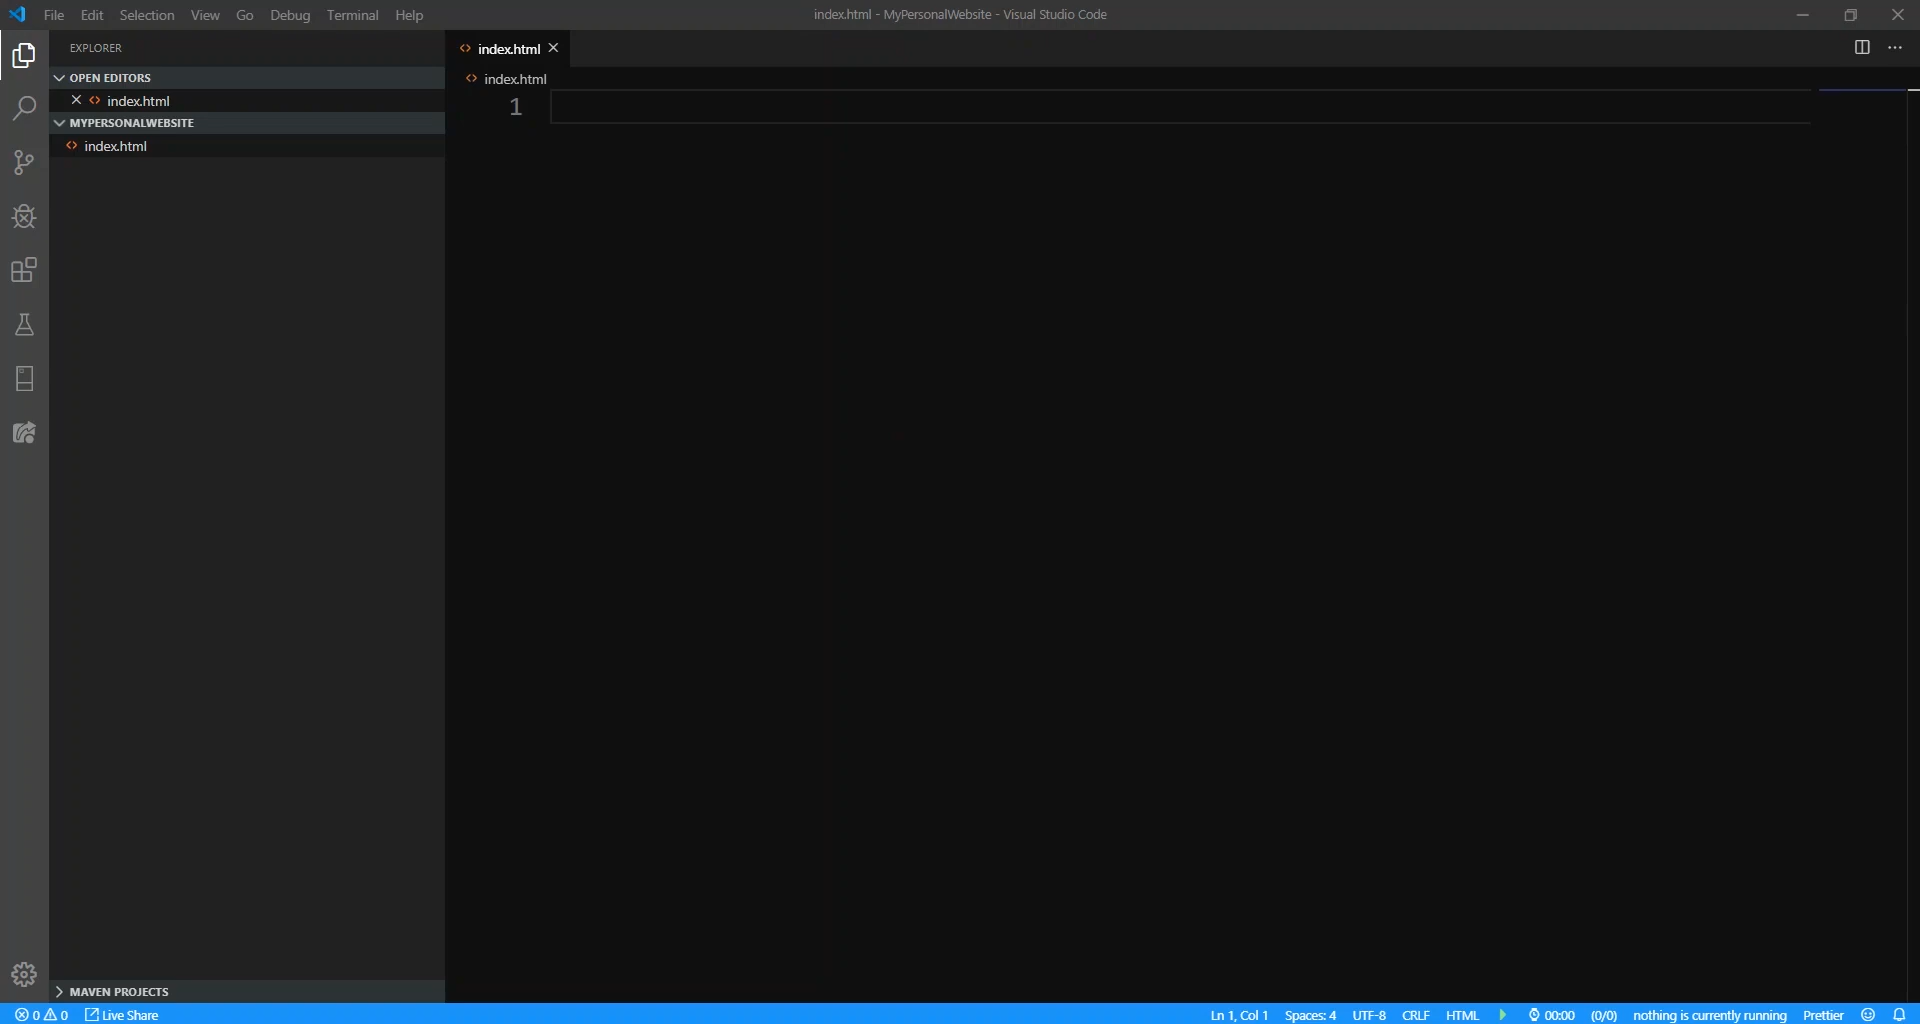 File Edit Selection View Go Debug Terminal Help
index.html - MyPersonalWebsite - Visual Studio Code
EXPLORER
OPEN EDITORS
index.html
MYPERSONALWEBSITE
index.html
MAVEN PROJECTS
index.html
index.html
1
0 0 Live Share
Ln 1, Col 1 Spaces: 4 UTF-8 CRLF HTML 00:00 (0/0) nothing is currently running Prettier